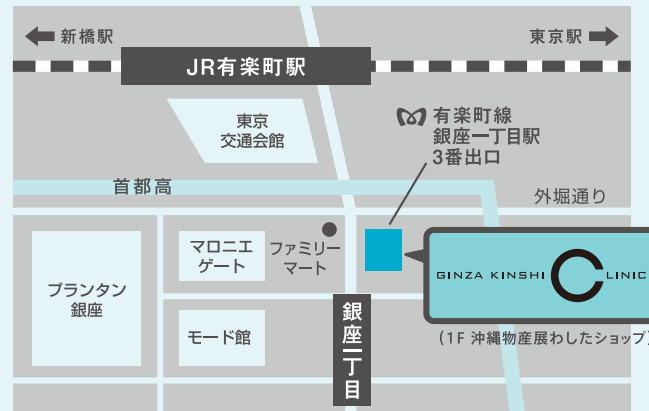 新橋駅
東京駅
JR有楽町駅
東京
交通会館
有楽町線
銀座一丁目駅
3番出口
首都高
外堀通り
プランタン
銀座
マロニエ
ゲート
ファミリー
マート
GINZA KINSHI CLINIC
(1F 沖縄物産展わしたショップ)
モード館
銀座一丁目